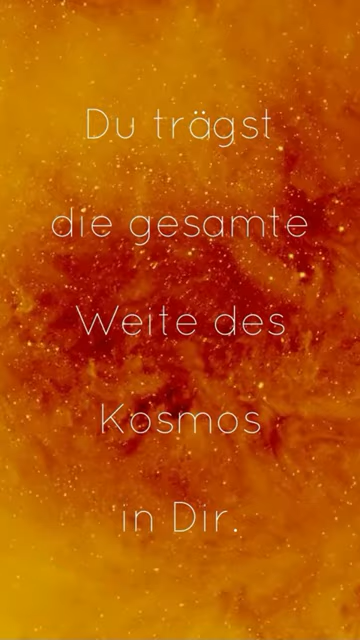 Du trägst
die gesamte
Weite des
Kosmos
in Dir.